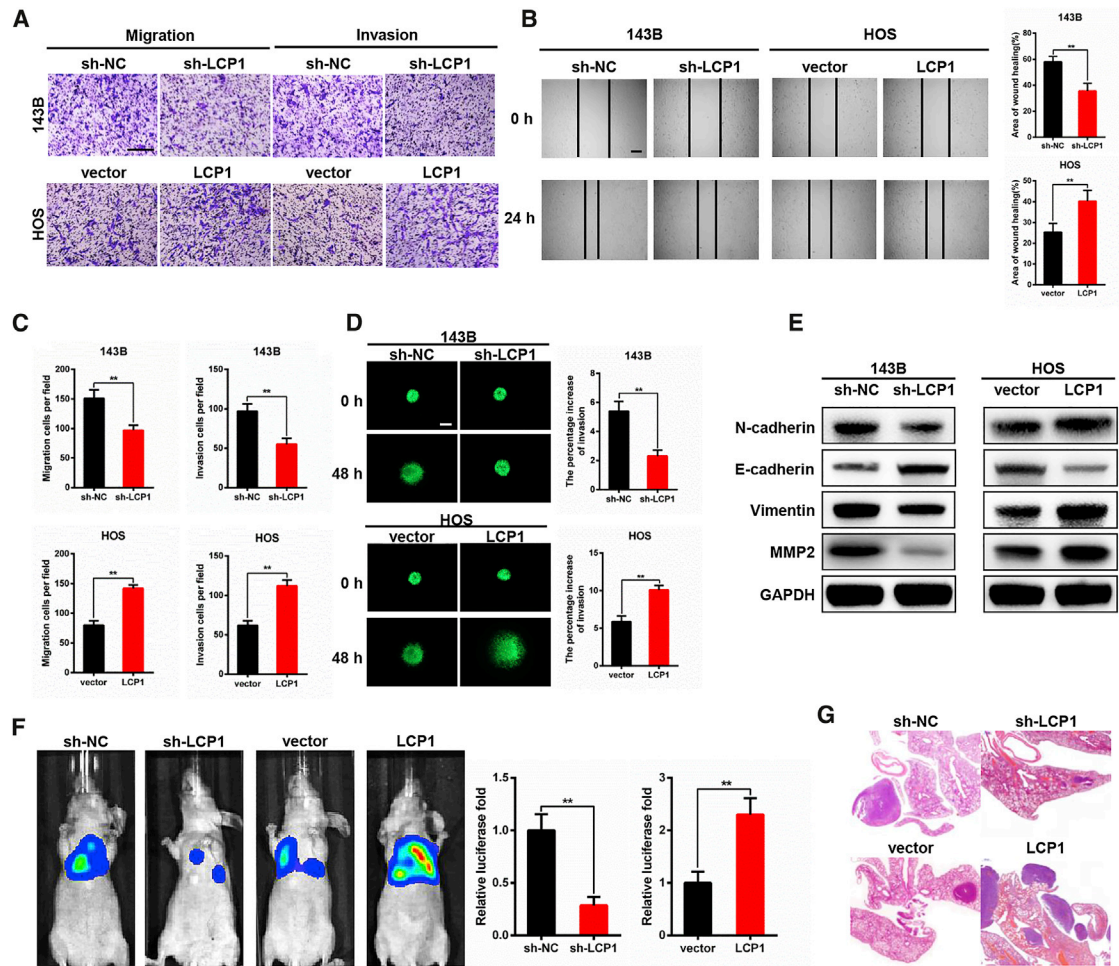 A
Migration
Invasion
sh-NC
sh-LCP1
sh-NC
sh-LCP1
143B
vector
LCP1
vector
LCP1
HOS
B
143B
HOS
sh-NC
sh-LCP1
vector
LCP1
0 h
24 h
143B
Area of wound healing(%)
80
60
40
20
0
**
sh-NC
sh-LCP1
HOS
Area of wound healing(%)
50
40
30
20
10
0
**
vector
LCP1
C
143B
Migration cells per field
200
150
100
50
0
**
sh-NC
sh-LCP1
143B
Invasion cells per field
150
100
50
0
**
sh-NC
sh-LCP1
HOS
Migration cells per field
200
150
100
50
0
**
vector
LCP1
HOS
Invasion cells per field
150
100
50
0
**
vector
LCP1
D
143B
sh-NC
sh-LCP1
0 h
48 h
143B
The percentage increase
of invasion
8
6
4
2
0
**
sh-NC
sh-LCP1
HOS
vector
LCP1
0 h
48 h
HOS
The percentage increase
of invasion
15
10
5
0
**
vector
LCP1
E
143B
HOS
sh-NC
sh-LCP1
vector
LCP1
N-cadherin
E-cadherin
Vimentin
MMP2
GAPDH
F
sh-NC
sh-LCP1
vector
LCP1
Relative luciferase fold
1.5
1.0
0.5
0.0
**
sh-NC
sh-LCP1
Relative luciferase fold
3
2
1
0
**
vector
LCP1
G
sh-NC
sh-LCP1
vector
LCP1